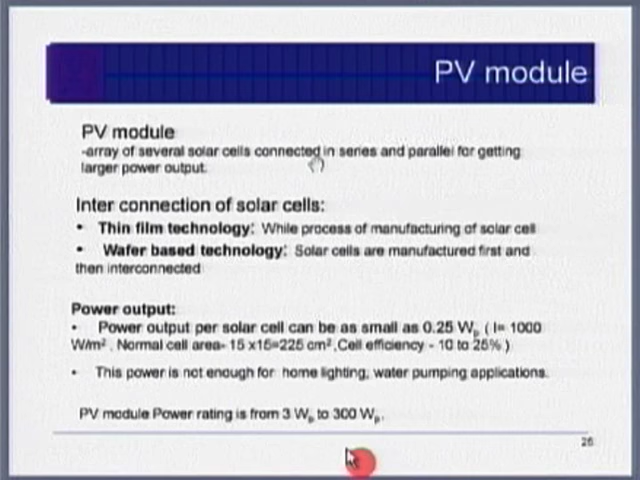 PV module
PV module
-array of several solar cells connected in series and parallel for getting
larger power output.
Inter connection of solar cells:
• Thin film technology: While process of manufacturing of solar cell
• Wafer based technology: Solar cells are manufactured first and
then interconnected
Power output:
• Power output per solar cell can be as small as 0.25 Wp ( I= 1000
W/m², Normal cell area- 15 x15=225 cm²,Cell efficiency - 10 to 25% )
• This power is not enough for home lighting, water pumping applications.
PV module Power rating is from 3 Wp to 300 Wp.
26